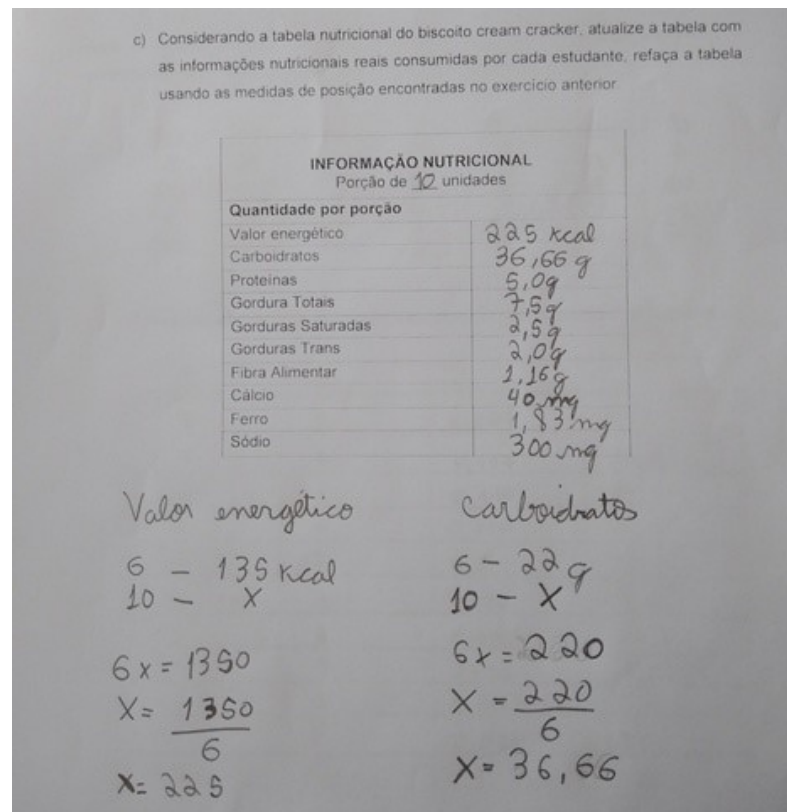 c) Considerando a tabela nutricional do biscoito cream cracker, atualize a tabela com
as informações nutricionais reais consumidas por cada estudante, refaça a tabela
usando as medidas de posição encontradas no exercício anterior
INFORMAÇÃO NUTRICIONAL
Porção de 10 unidades
Quantidade por porção
Valor energético 225 kcal
Carboidratos 36,66 g
Proteínas 5,0g
Gordura Totais 7,5g
Gorduras Saturadas 2,5g
Gorduras Trans 2,0g
Fibra Alimentar 1,16g
Cálcio 40 mg
Ferro 1,83 mg
Sódio 300 mg
Valor energético
6 - 135 kcal
10 - X
6x = 1350
X = 1350
6
X = 225
Carboidratos
6 - 22 g
10 - X
6x = 220
X = 220
6
X = 36,66